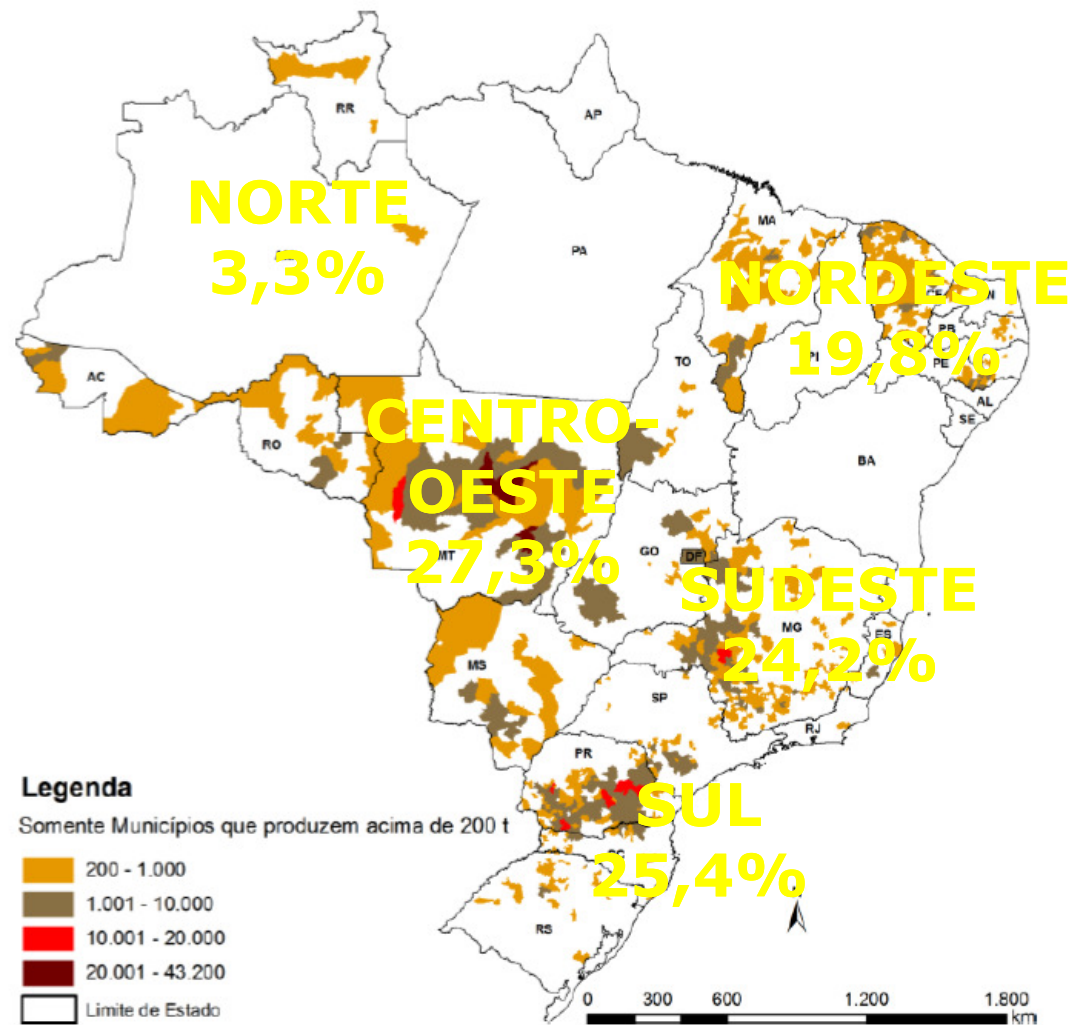 RR
AP
NORTE
3,3%
PA
MA
NORDESTE
19,8%
CE
N
PB
PI
PE
AL
SE
TO
AC
RO
BA
CENTRO-
OESTE
27,3%
MT
GO
DF
SUDESTE
24,2%
MG
ES
MS
SP
RJ
PR
SUL
25,4%
RS
Legenda
Somente Municípios que produzem acima de 200 t
200 - 1.000
1.001 - 10.000
10.001 - 20.000
20.001 - 43.200
Limite de Estado
0 300 600 1.200 1.800
km